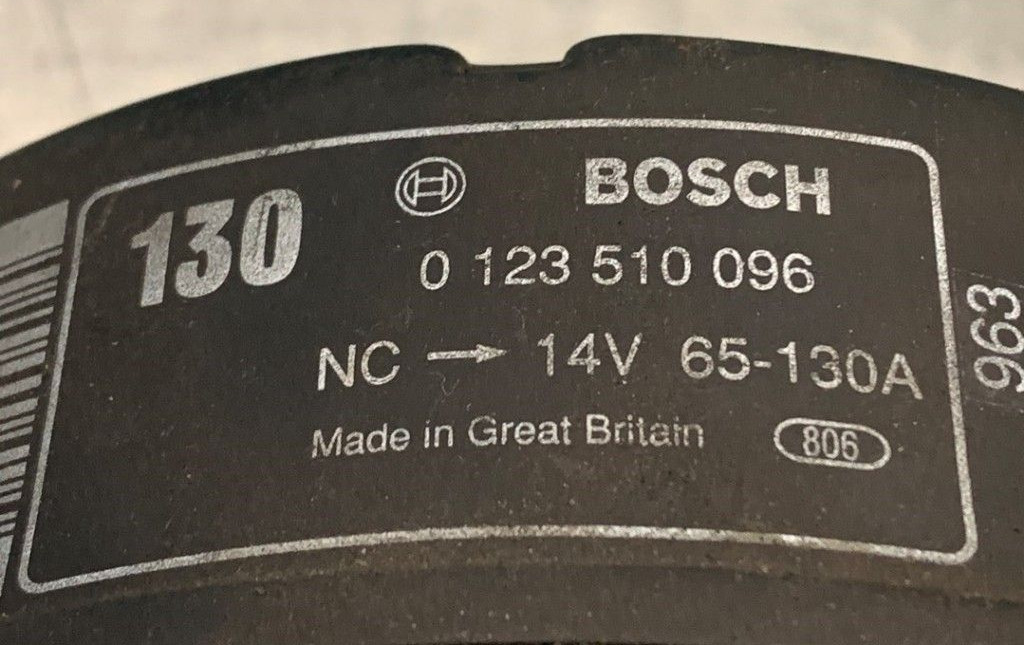 130
BOSCH
0 123 510 096
NC → 14V 65-130A
Made in Great Britain 806
963